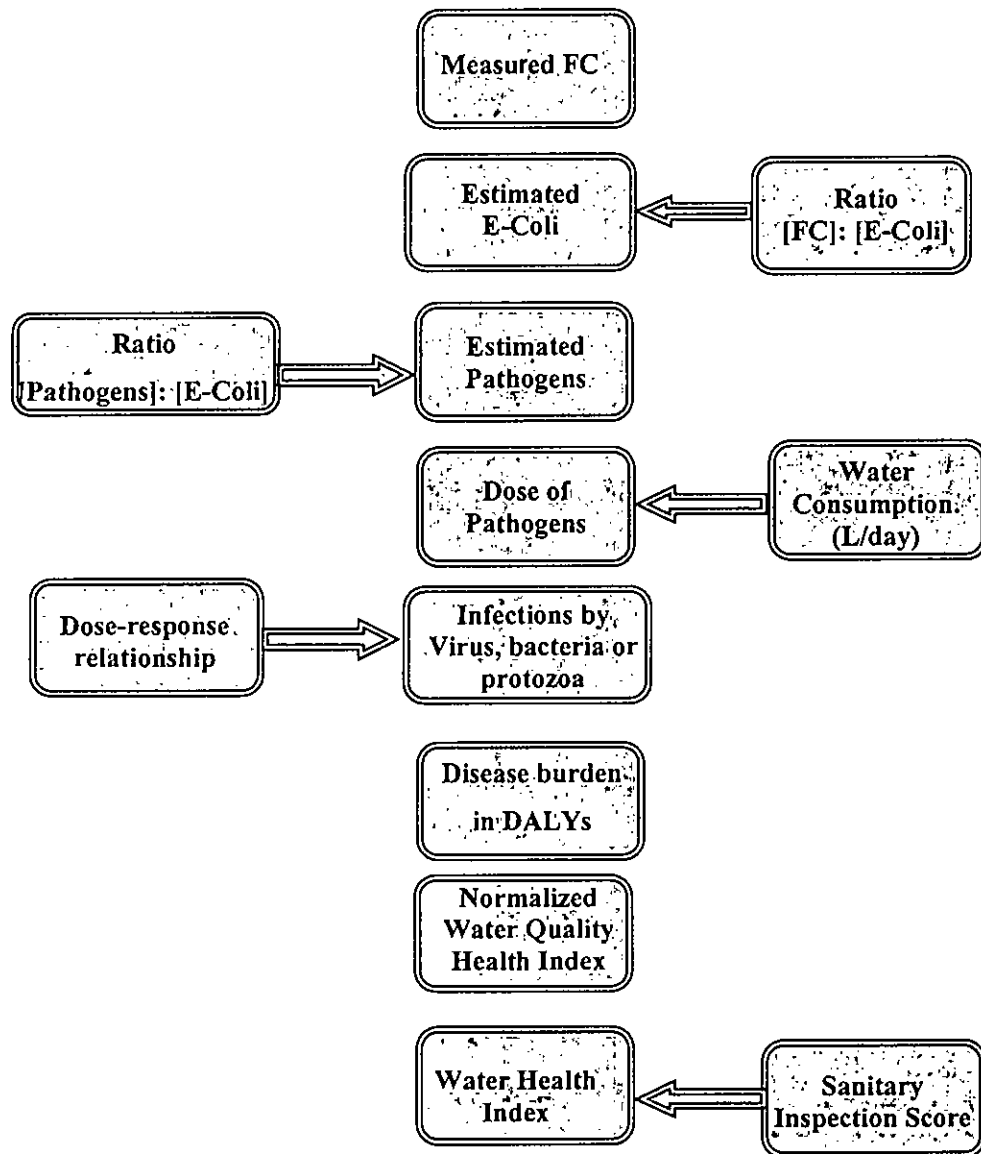 Measured FC
Estimated
E-Coli
Ratio
[FC]: [E-Coli]
Ratio
[Pathogens]: [E-Coli]
Estimated
Pathogens
Dose of
Pathogens
Water
Consumption.
(L/day)
Dose-response
relationship
Infections by
Virus, bacteria or
protozoa
Disease burden
in DALYs
Normalized
Water Quality
Health Index
Water Health
Index
Sanitary
Inspection Score